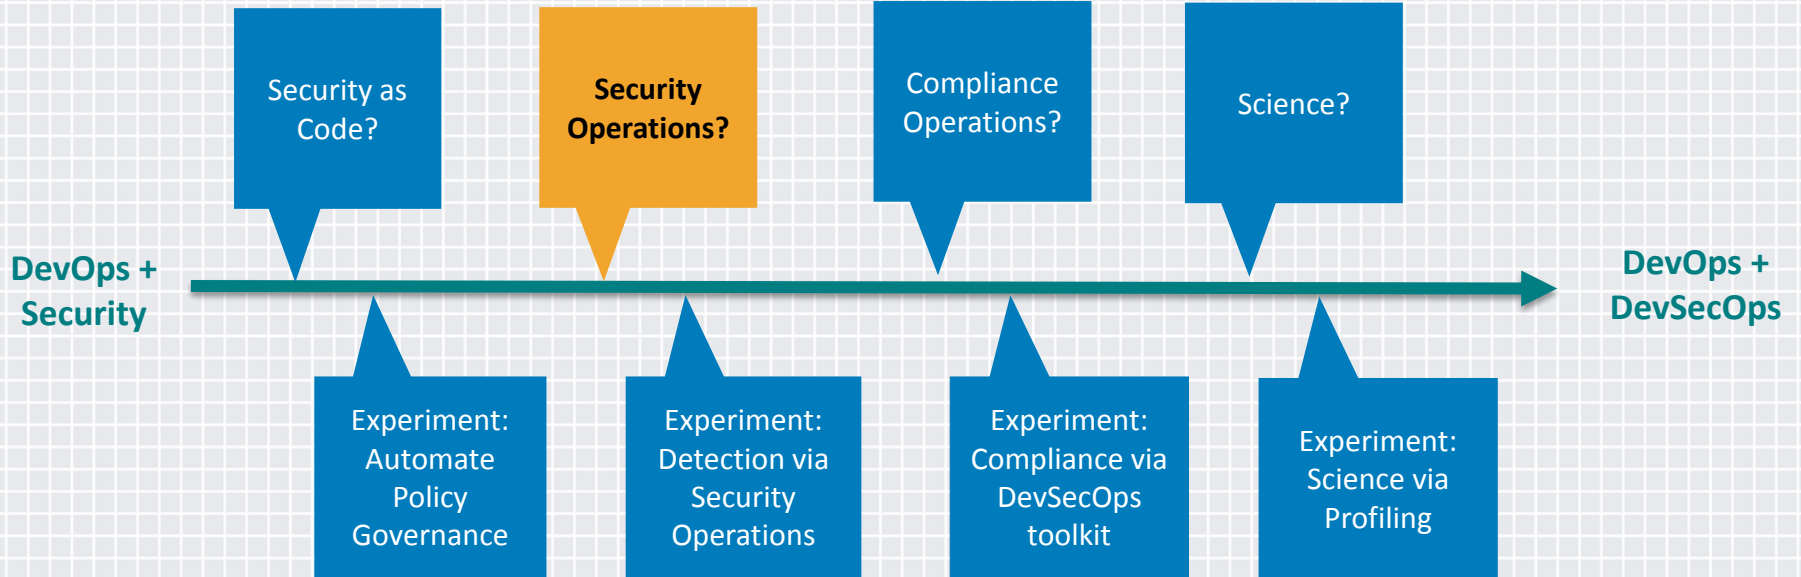 Security as
Code?
Security
Operations?
Compliance
Operations?
Science?
DevOps +
Security
DevOps +
DevSecOps
Experiment:
Automate
Policy
Governance
Experiment:
Detection via
Security
Operations
Experiment:
Compliance via
DevSecOps
toolkit
Experiment:
Science via
Profiling